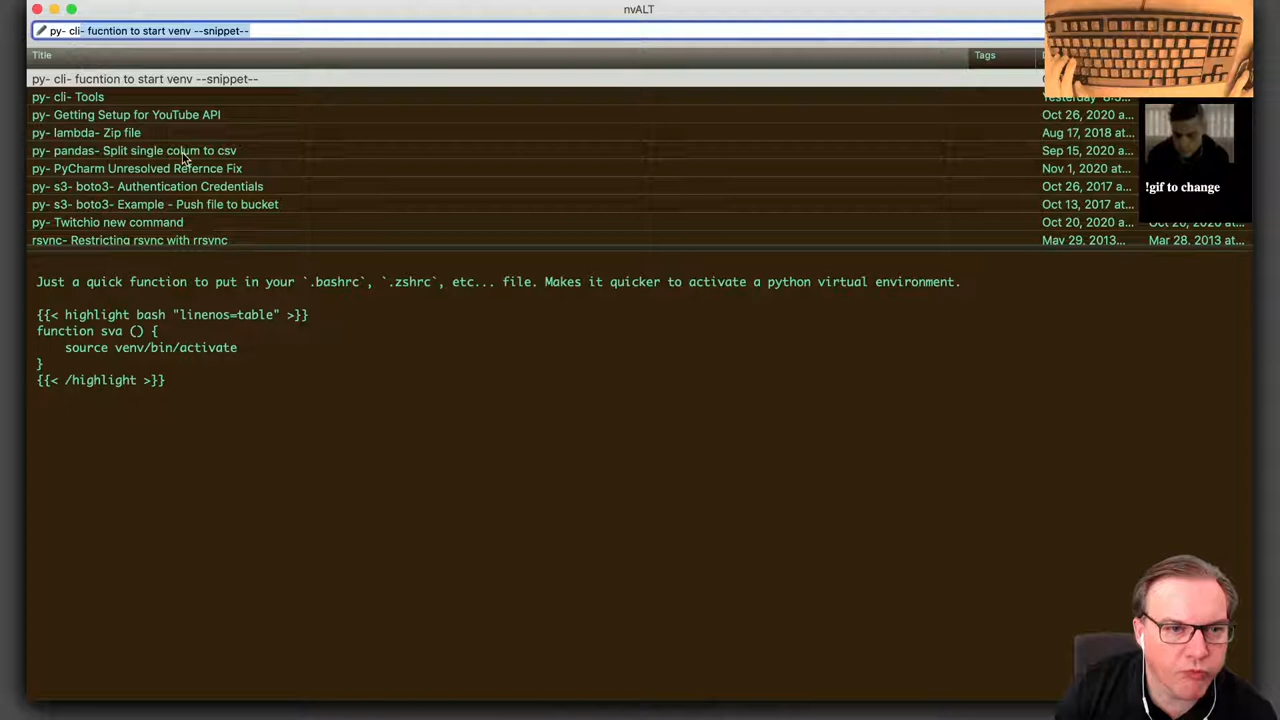 nvALT
py- cli- fucntion to start venv --snippet--
Title Tags
py- cli- fucntion to start venv --snippet--
py- cli- Tools Yesterday
py- Getting Setup for YouTube API Oct 26, 2020 a...
py- lambda- Zip file Aug 17, 2018 at...
py- pandas- Split single colum to csv Sep 15, 2020 at...
py- PyCharm Unresolved Refernce Fix Nov 1, 2020 at...
py- s3- boto3- Authentication Credentials Oct 26, 2017 a...
py- s3- boto3- Example - Push file to bucket Oct 13, 2017 at...
py- Twitchio new command Oct 20, 2020 a...
rsync- Restricting rsync with rrsync May 29, 2013... Mar 28, 2013 at...
!gif to change
Just a quick function to put in your `.bashrc`, `.zshrc`, etc... file. Makes it quicker to activate a python virtual environment.
{{< highlight bash "linenos=table" >}}
function sva () {
source venv/bin/activate
}
{{< /highlight >}}